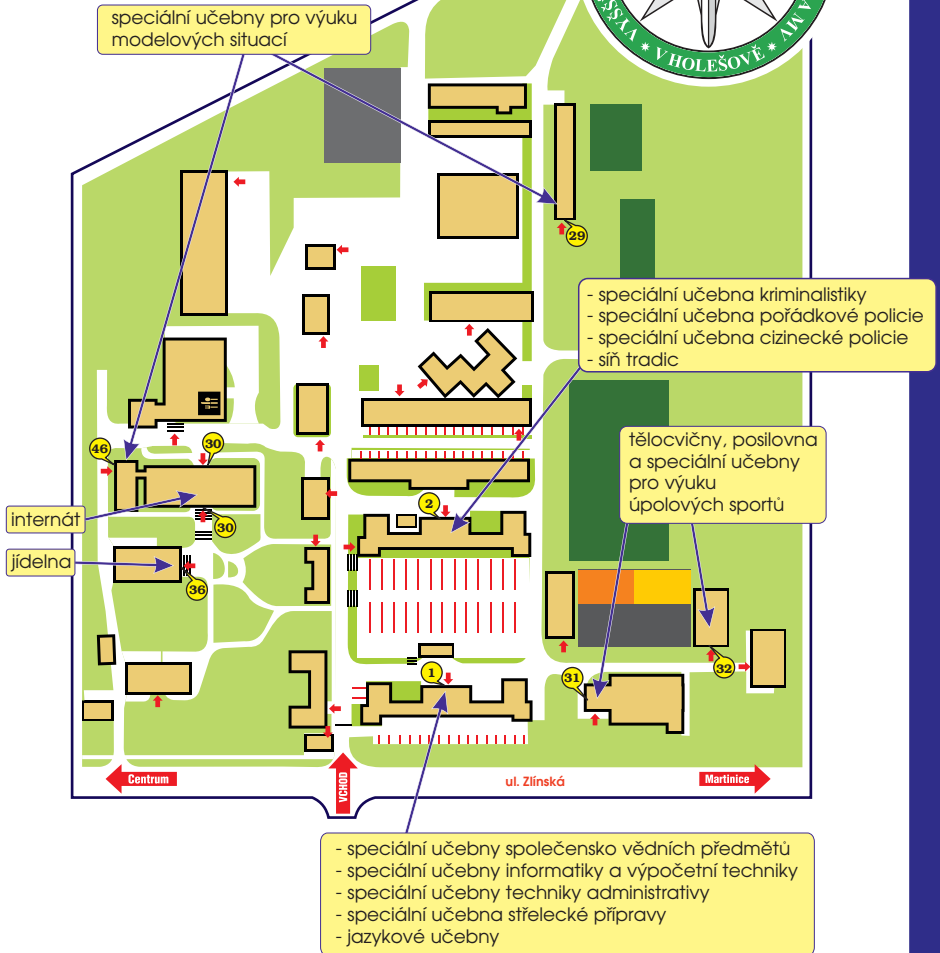 VYŠŠ
V HOLEŠOVĚ
AMV
speciální učebny pro výuku
modelových situací
29
- speciální učebna kriminalistiky
- speciální učebna pořádkové policie
- speciální učebna cizinecké policie
- síň tradic
tělocvičny, posilovna
a speciální učebny
pro výuku
úpolových sportů
46
30
2
internát
30
jídelna
36
1
31
32
Centrum
VCHOD
ul. Zlínská
Martinice
- speciální učebny společensko vědních předmětů
- speciální učebny informatiky a výpočetní techniky
- speciální učebny techniky administrativy
- speciální učebna střelecké přípravy
- jazykové učebny